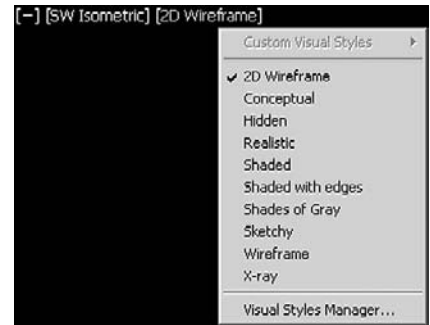 [−] [SW Isometric] [2D Wireframe]
Custom Visual Styles
2D Wireframe
Conceptual
Hidden
Realistic
Shaded
Shaded with edges
Shades of Gray
Sketchy
Wireframe
X-ray
Visual Styles Manager...